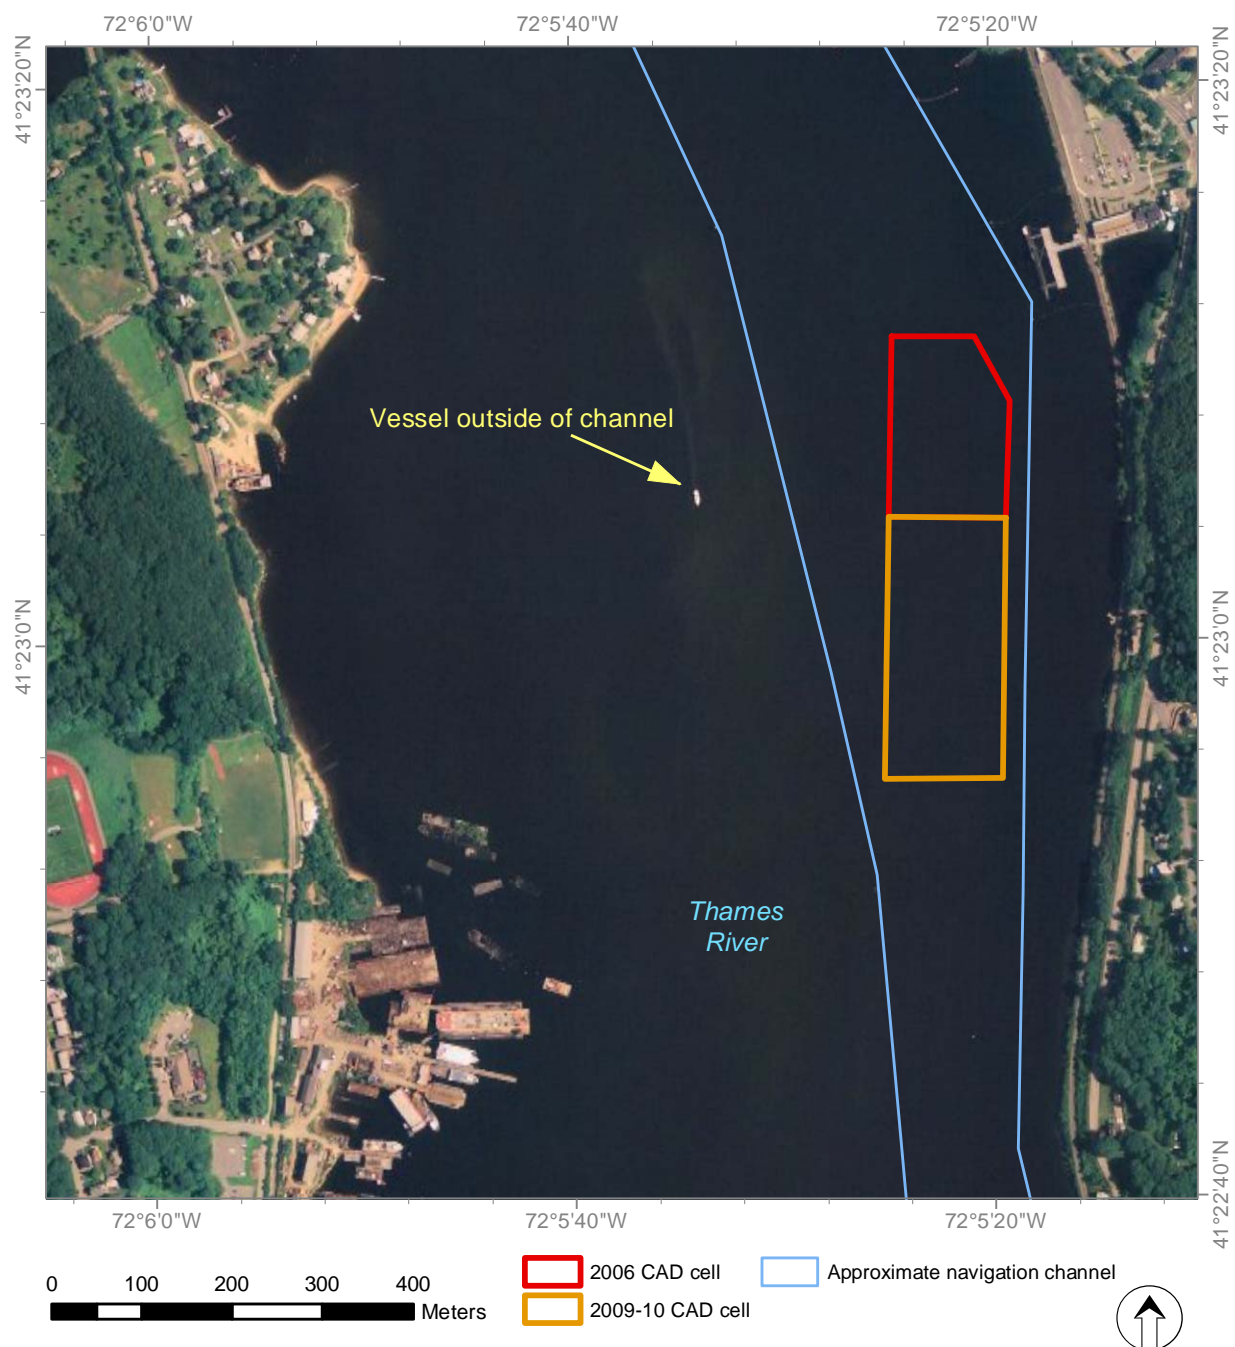 72°6'0"W
72°5'40"W
72°5'20"W
41°23'20"N
41°23'20"N
Vessel outside of channel
41°23'0"N
41°23'0"N
Thames
River
41°22'40"N
72°6'0"W
72°5'40"W
72°5'20"W
0 100 200 300 400
Meters
2006 CAD cell
Approximate navigation channel
2009-10 CAD cell